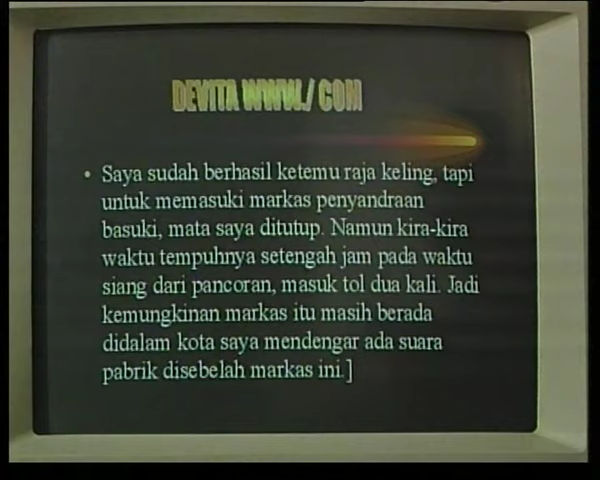 DEVITA WWW./ COM
• Saya sudah berhasil ketemu raja keling, tapi
untuk memasuki markas penyandraan
basuki, mata saya ditutup. Namun kira-kira
waktu tempuhnya setengah jam pada waktu
siang dari pancoran, masuk tol dua kali. Jadi
kemungkinan markas itu masih berada
didalam kota saya mendengar ada suara
pabrik disebelah markas ini.]